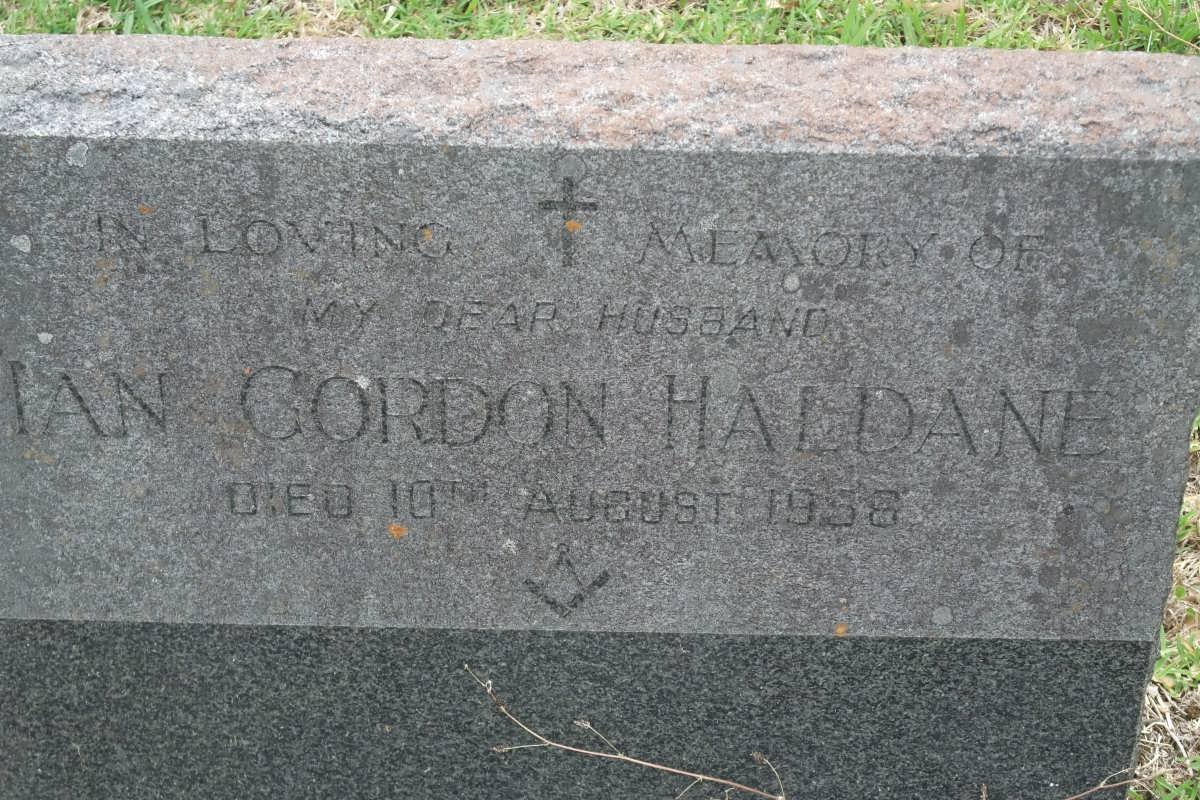 IN LOVING MEMORY OF
MY DEAR HUSBAND
IAN GORDON HALDANE
DIED 10TH AUGUST 1958